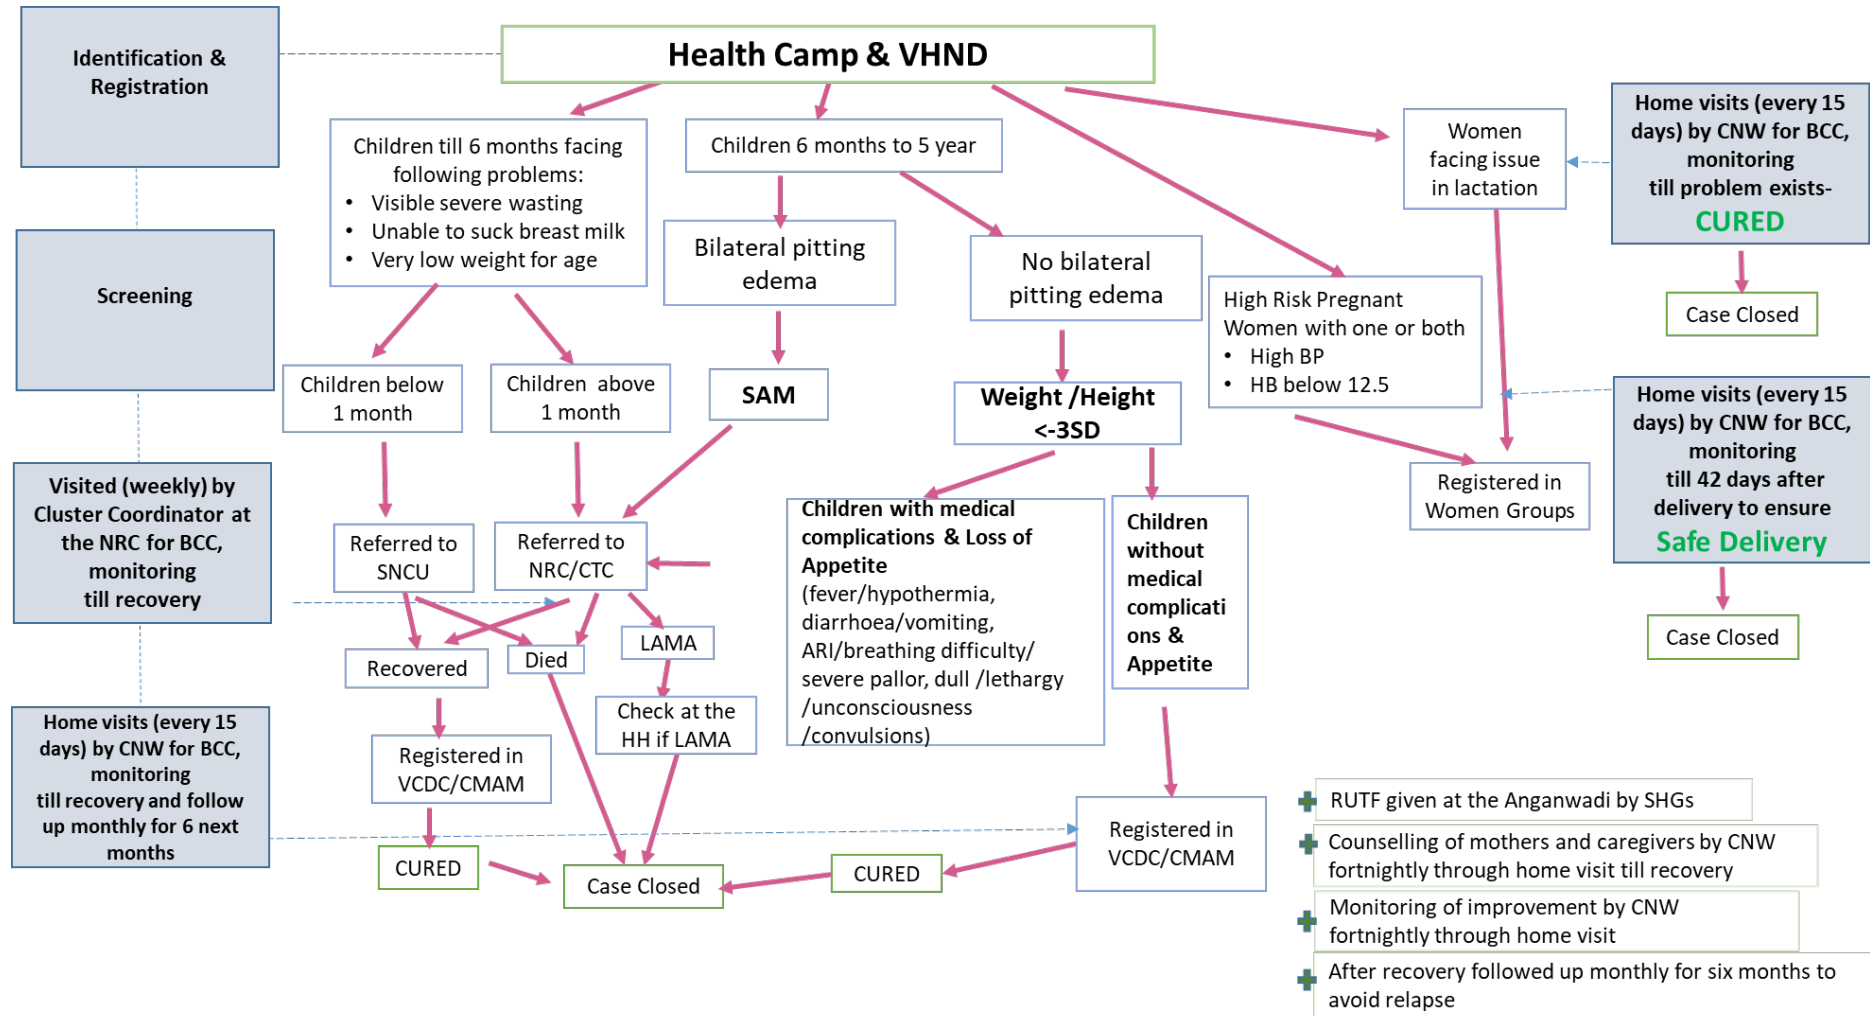 Identification &
Registration
Health Camp & VHND
Children till 6 months facing
following problems:
• Visible severe wasting
• Unable to suck breast milk
• Very low weight for age
Children 6 months to 5 year
Women
facing issue
in lactation
Home visits (every 15
days) by CNW for BCC,
monitoring
till problem exists-
CURED
Case Closed
Screening
Bilateral pitting
edema
No bilateral
pitting edema
High Risk Pregnant
Women with one or both
• High BP
• HB below 12.5
Children below
1 month
Children above
1 month
SAM
Weight /Height
<-3SD
Home visits (every 15
days) by CNW for BCC,
monitoring
till 42 days after
delivery to ensure
Safe Delivery
Case Closed
Registered in
Women Groups
Visited (weekly) by
Cluster Coordinator at
the NRC for BCC,
monitoring
till recovery
Referred to
SNCU
Referred to
NRC/CTC
Children with medical
complications & Loss of
Appetite
(fever/hypothermia,
diarrhoea/vomiting,
ARI/breathing difficulty/
severe pallor, dull /lethargy
/unconsciousness
/convulsions)
Children
without
medical
complicati
ons &
Appetite
Recovered
Died
LAMA
Check at the
HH if LAMA
Home visits (every 15
days) by CNW for BCC,
monitoring
till recovery and follow
up monthly for 6 next
months
Registered in
VCDC/CMAM
CURED
Case Closed
CURED
Registered in
VCDC/CMAM
RUTF given at the Anganwadi by SHGs
Counselling of mothers and caregivers by CNW
fortnightly through home visit till recovery
Monitoring of improvement by CNW
fortnightly through home visit
After recovery followed up monthly for six months to
avoid relapse